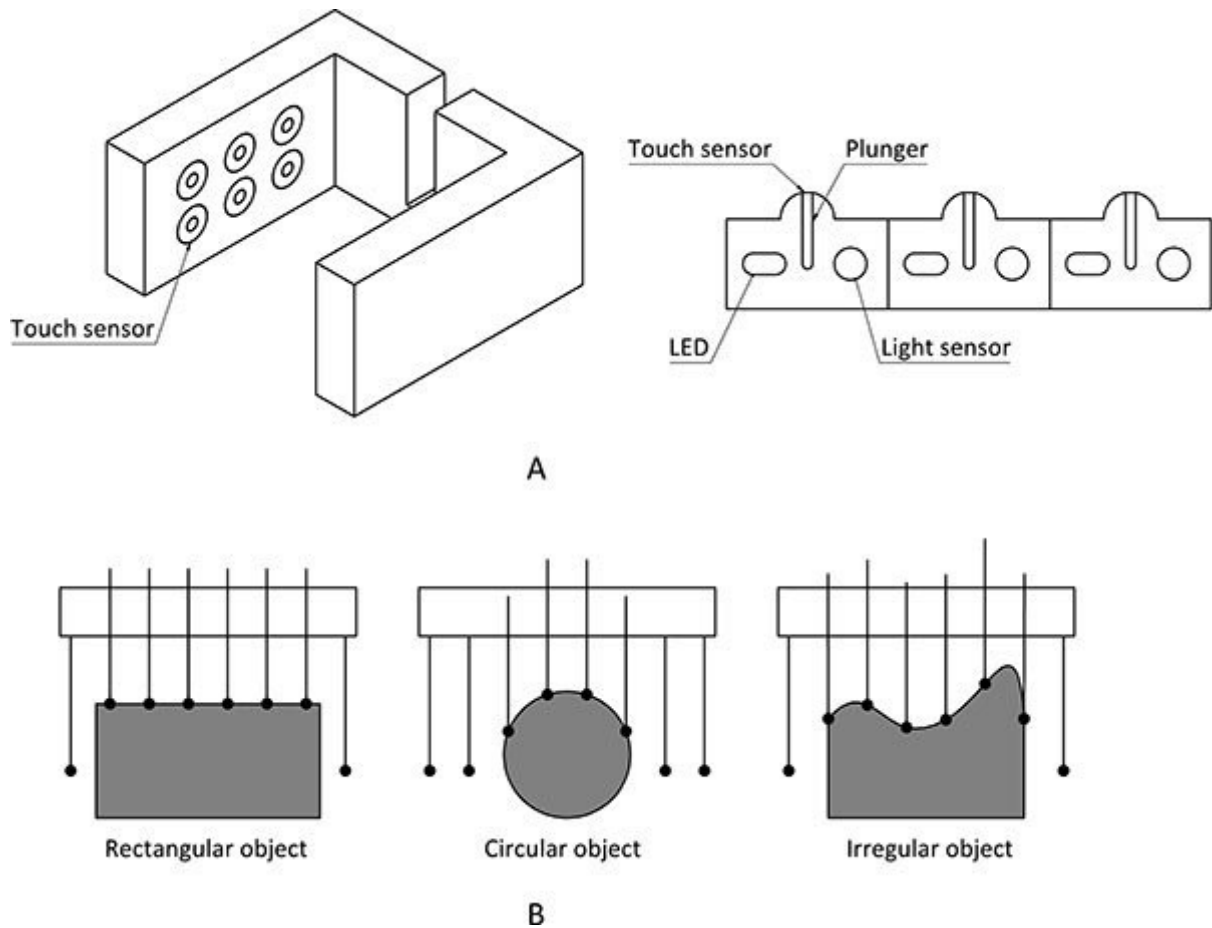 Touch sensor
Touch sensor
Plunger
LED
Light sensor
A
Rectangular object
Circular object
Irregular object
B